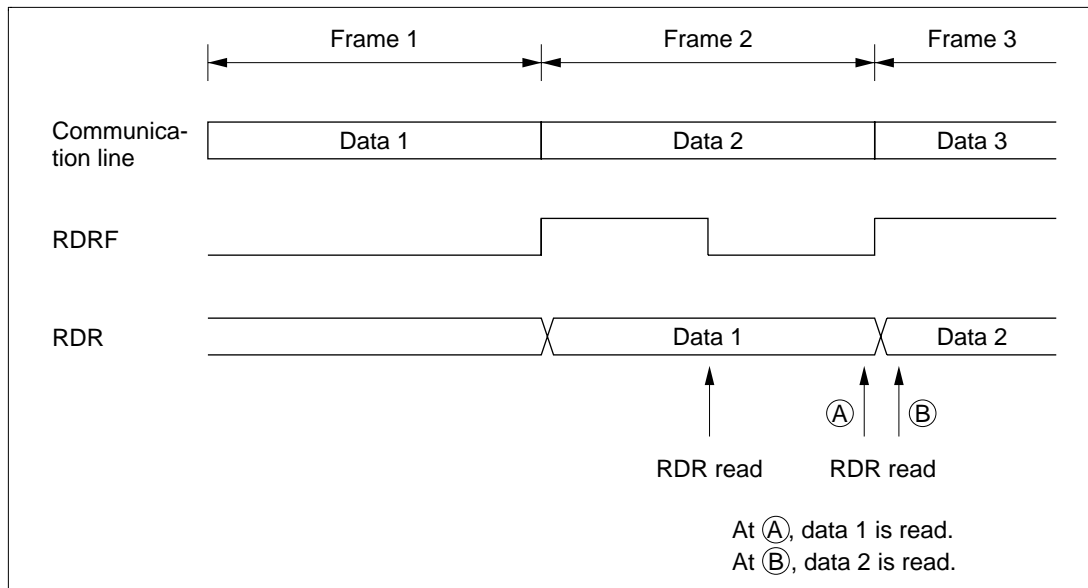 Frame 1 Frame 2 Frame 3
Communica-
tion line
Data 1 Data 2 Data 3
RDRF
RDR Data 1 Data 2
Ⓐ Ⓑ
RDR read RDR read
At Ⓐ, data 1 is read.
At Ⓑ, data 2 is read.